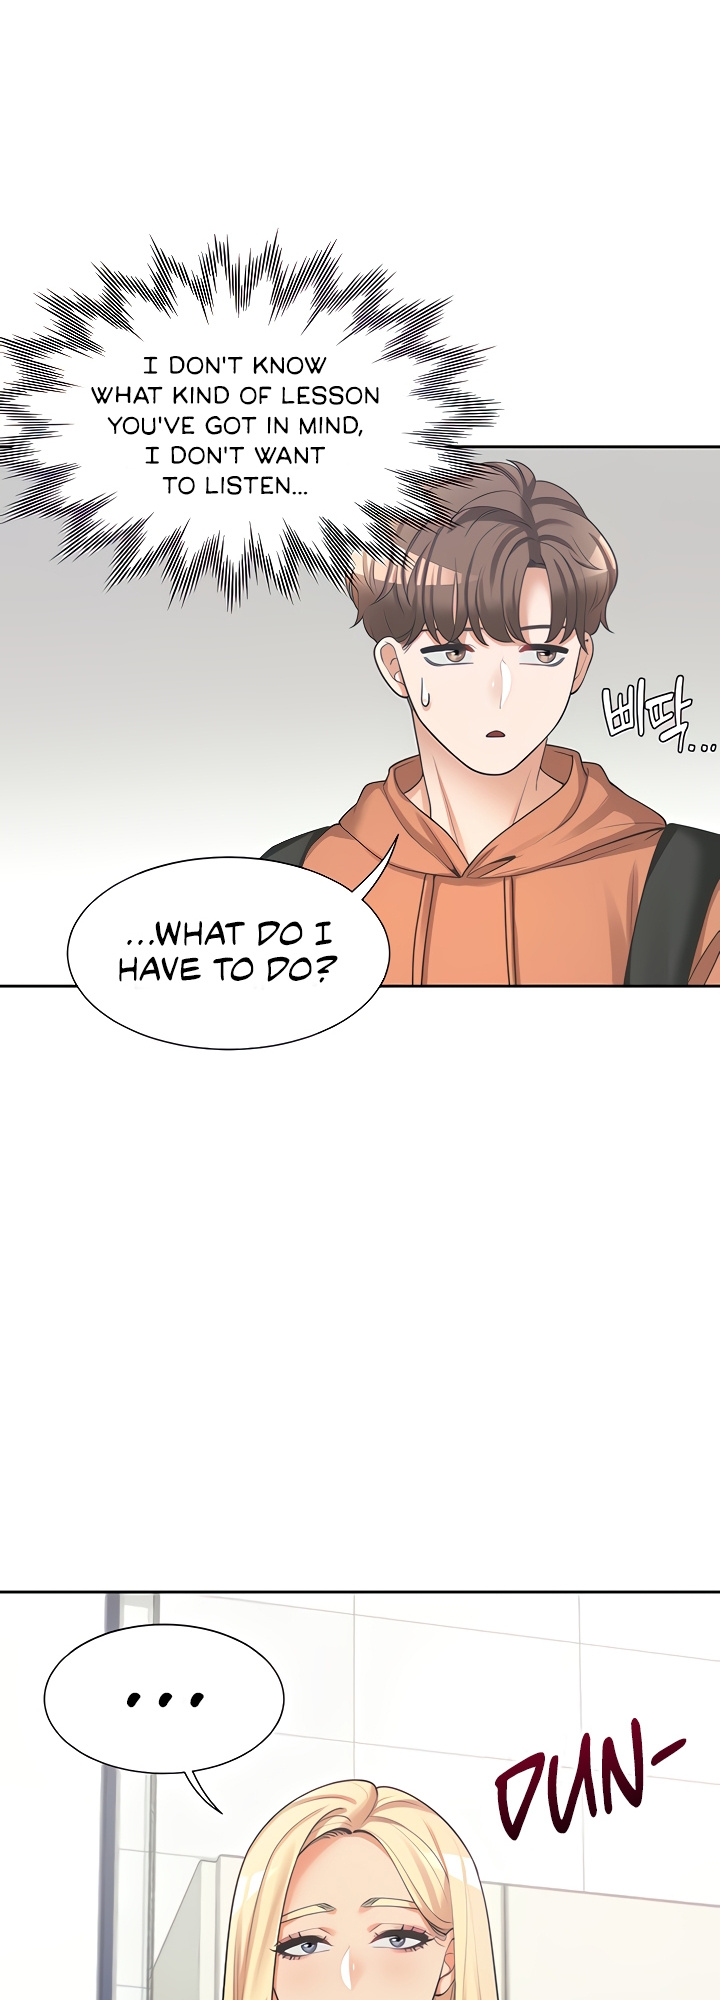 I DON'T KNOW
WHAT KIND OF LESSON
YOU'VE GOT IN MIND,
I DON'T WANT
TO LISTEN...
삐딱...
...WHAT DO I
HAVE TO DO?
...
DUN-